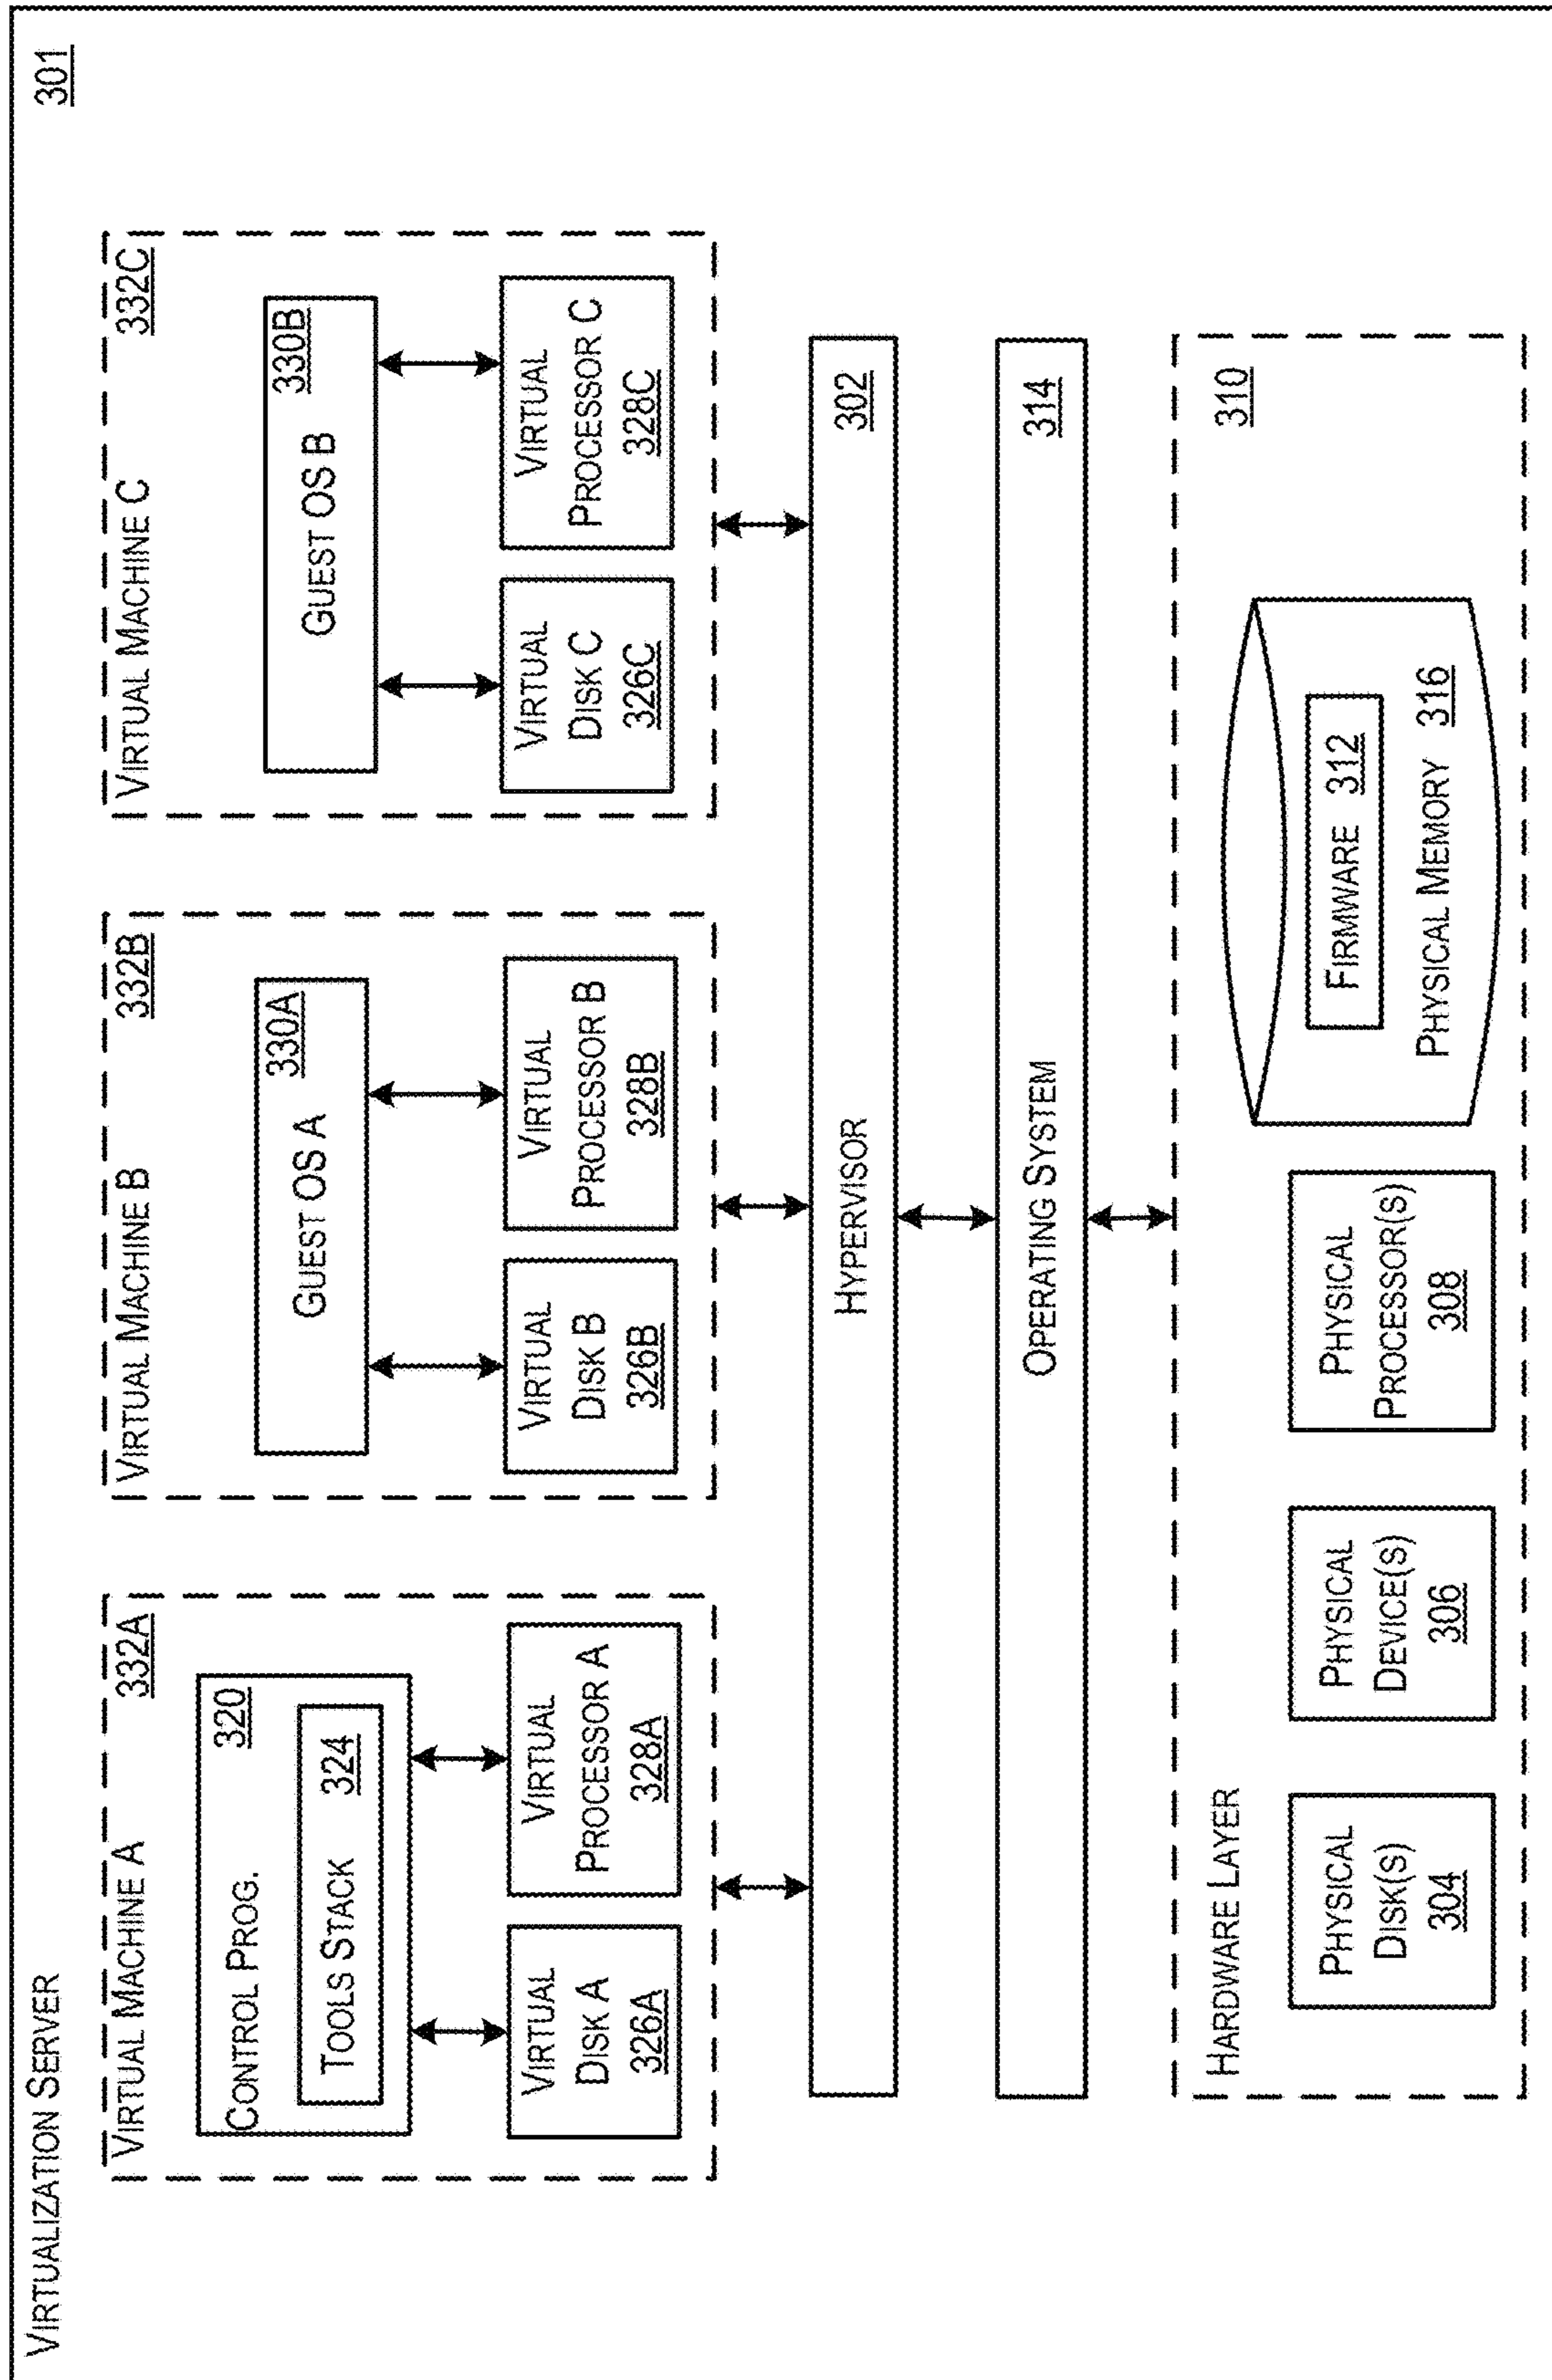 VIRTUALIZATION SERVER
301
VIRTUAL MACHINE A
332A
CONTROL PROG.
320
TOOLS STACK 324
VIRTUAL
DISK A
326A
VIRTUAL
PROCESSOR A
328A
VIRTUAL MACHINE B
332B
GUEST OS A
330A
VIRTUAL
DISK B
326B
VIRTUAL
PROCESSOR B
328B
VIRTUAL MACHINE C
332C
GUEST OS B
330B
VIRTUAL
DISK C
326C
VIRTUAL
PROCESSOR C
328C
HYPERVISOR
302
OPERATING SYSTEM
314
HARDWARE LAYER
310
PHYSICAL
DISK(S)
304
PHYSICAL
DEVICE(S)
306
PHYSICAL
PROCESSOR(S)
308
FIRMWARE 312
PHYSICAL MEMORY 316